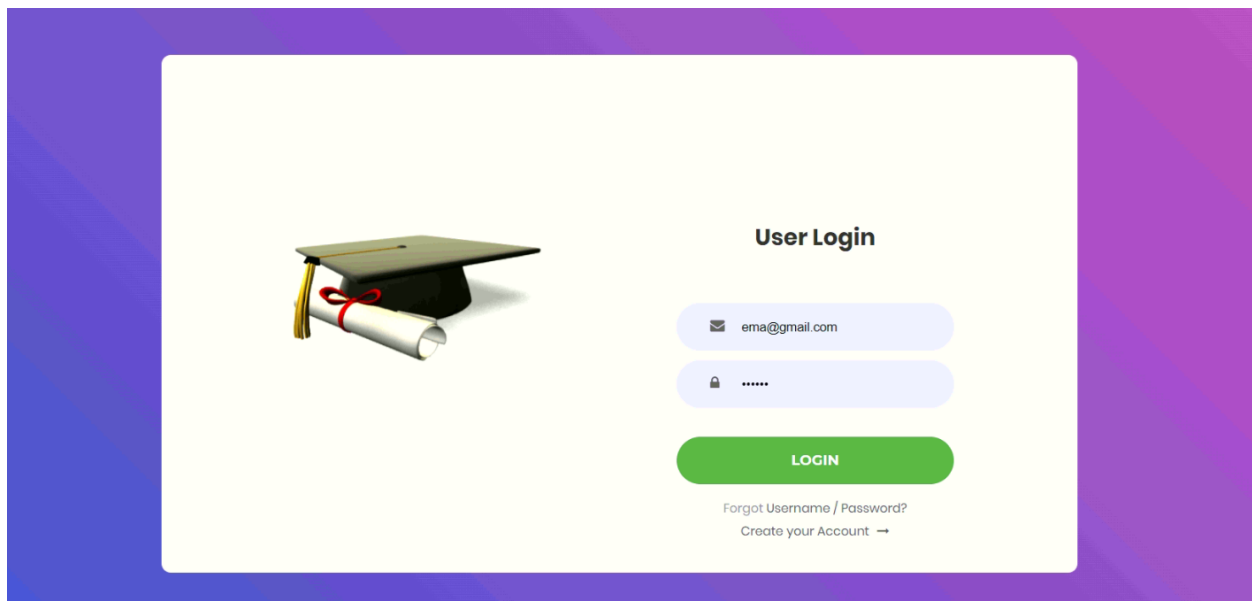 User Login
ema@gmail.com
••••••
LOGIN
Forgot Username / Password?
Create your Account →